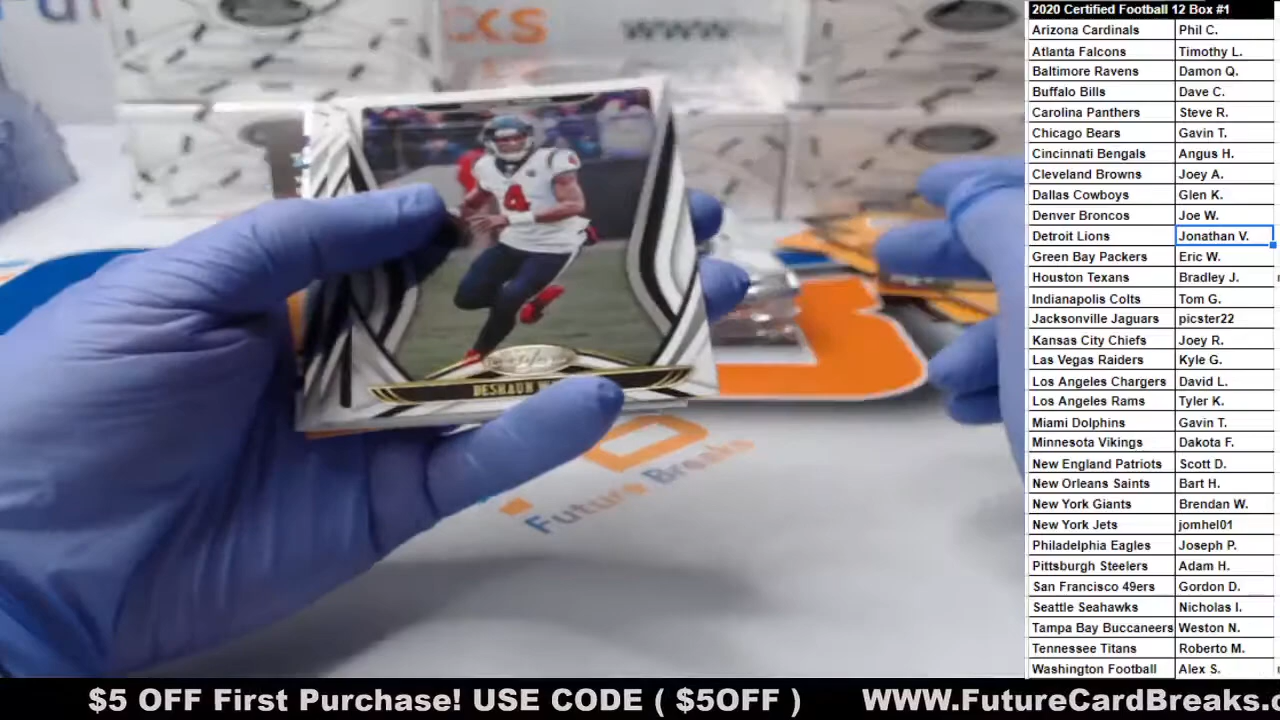 2020 Certified Football 12 Box #1
Arizona Cardinals Phil C.
Atlanta Falcons Timothy L.
Baltimore Ravens Damon Q.
Buffalo Bills Dave C.
Carolina Panthers Steve R.
Chicago Bears Gavin T.
Cincinnati Bengals Angus H.
Cleveland Browns Joey A.
Dallas Cowboys Glen K.
Denver Broncos Joe W.
Detroit Lions Jonathan V.
Green Bay Packers Eric W.
Houston Texans Bradley J.
Indianapolis Colts Tom G.
Jacksonville Jaguars picster22
Kansas City Chiefs Joey R.
Las Vegas Raiders Kyle G.
Los Angeles Chargers David L.
Los Angeles Rams Tyler K.
Miami Dolphins Gavin T.
Minnesota Vikings Dakota F.
New England Patriots Scott D.
New Orleans Saints Bart H.
New York Giants Brendan W.
New York Jets jomhel01
Philadelphia Eagles Joseph P.
Pittsburgh Steelers Adam H.
San Francisco 49ers Gordon D.
Seattle Seahawks Nicholas I.
Tampa Bay Buccaneers Weston N.
Tennessee Titans Roberto M.
Washington Football Alex S.
4
DESHAUN
Future Breaks
$5 OFF First Purchase! USE CODE ( $5OFF ) WWW.FutureCardBreaks.c